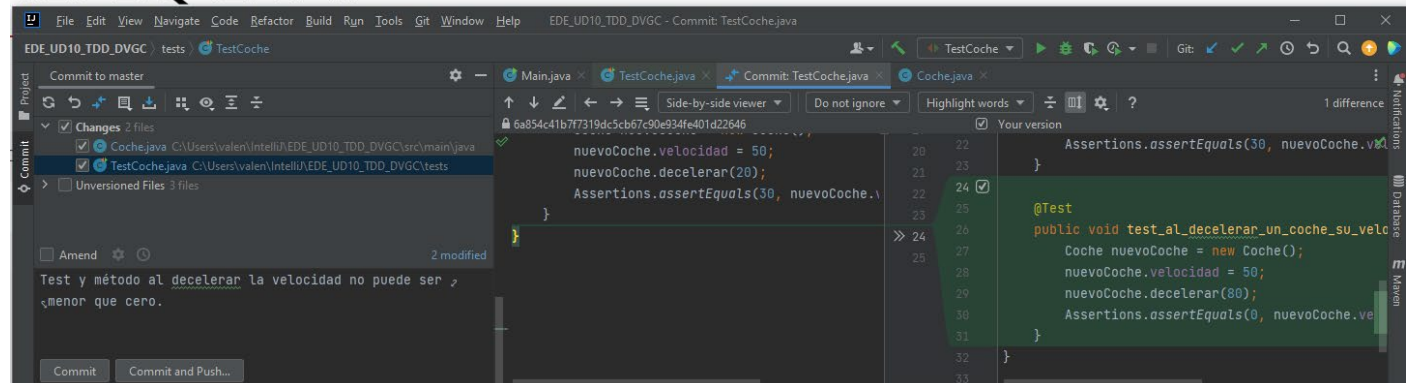 File Edit View Navigate Code Refactor Build Run Tools Git Window Help EDE_UD10_TDD_DVGC - Commit: TestCoche.java
EDE_UD10_TDD_DVGC tests TestCoche TestCoche Git:
Project
Commit
Commit to master
Changes 2 files
Coche.java C:\Users\valen\IntelliJ\EDE_UD10_TDD_DVGC\src\main\java
TestCoche.java C:\Users\valen\IntelliJ\EDE_UD10_TDD_DVGC\tests
Unversioned Files 3 files
Amend 2 modified
Test y método al decelerar la velocidad no puede ser
menor que cero.
Commit Commit and Push...
Main.java TestCoche.java Commit: TestCoche.java Coche.java
Side-by-side viewer Do not ignore Highlight words ? 1 difference
6a854c41b7f7319dc5cb67c90e934fe401d22646 Your version
nuevoCoche.velocidad = 50;
nuevoCoche.decelerar(20);
Assertions.assertEquals(30, nuevoCoche.
}
}
20
21
22
23
24
25
22 Assertions.assertEquals(30, nuevoCoche.
23 }
24
25 @Test
26 public void test_al_decelerar_un_coche_su_velo
27 Coche nuevoCoche = new Coche();
28 nuevoCoche.velocidad = 50;
29 nuevoCoche.decelerar(80);
30 Assertions.assertEquals(0, nuevoCoche.ve
31 }
32 }
33
Notifications
Database
m Maven